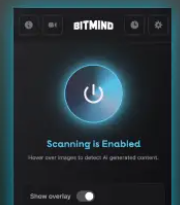 BITMIND
Scanning is Enabled
Hover over images to detect AI generated content.
Show overlay